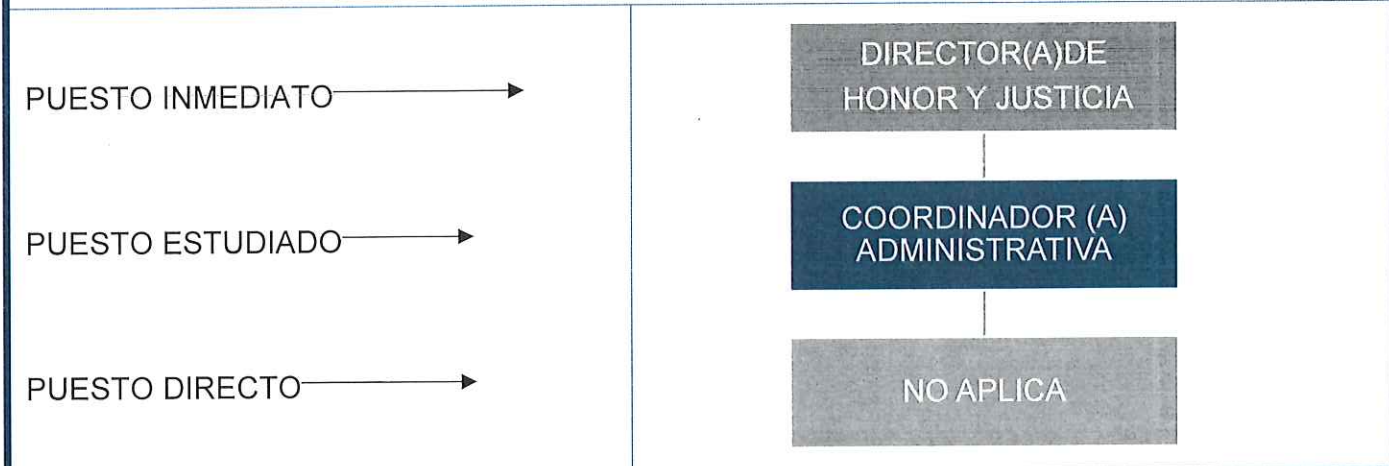 PUESTO INMEDIATO
DIRECTOR(A)DE
HONOR Y JUSTICIA
PUESTO ESTUDIADO
COORDINADOR (A)
ADMINISTRATIVA
PUESTO DIRECTO
NO APLICA